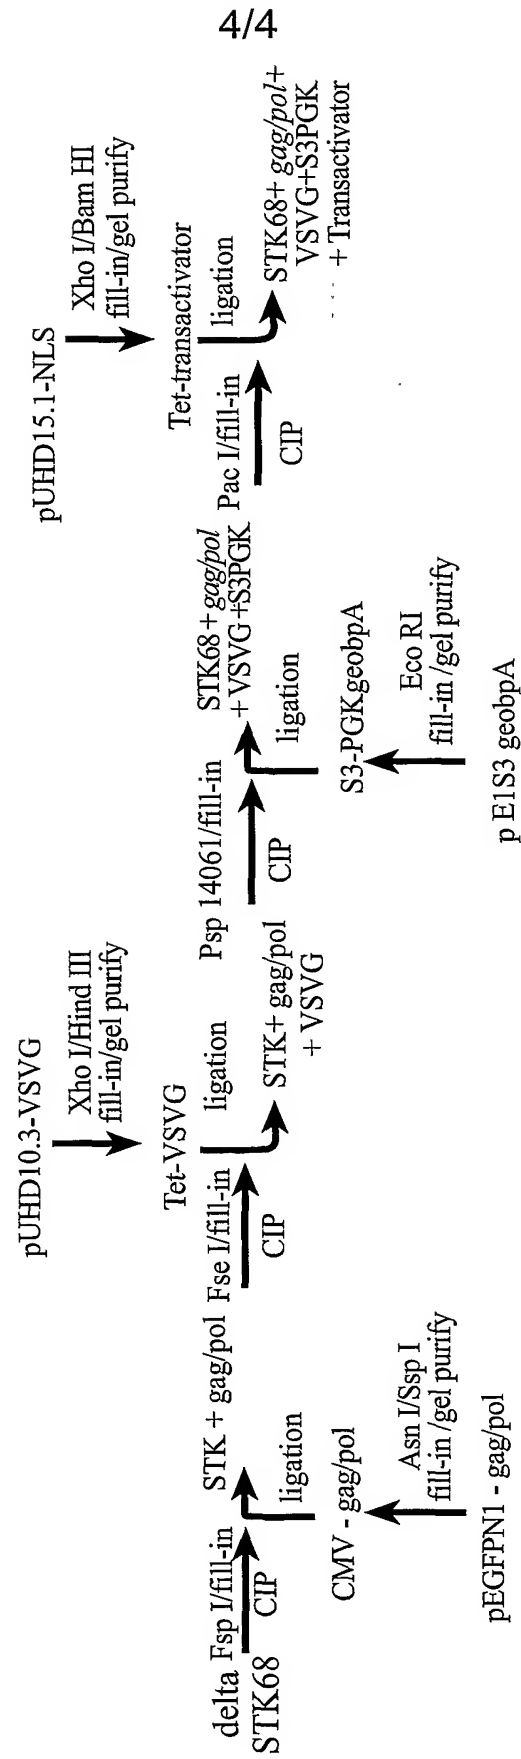 4/4
delta Fsp I/fill-in
STK68
CIP
STK + gag/pol
ligation
CMV - gag/pol
Asn I/Ssp I
fill-in /gel purify
pEGFPN1 - gag/pol
pUHD10.3-VSVG
Xho I/Hind III
fill-in/gel purify
Tet-VSVG
Fse I/fill-in
CIP
ligation
STK+ gag/pol
+ VSVG
Psp 14061/fill-in
CIP
STK68+gag/pol
+ VSVG+S3PGK
ligation
S3-PGKgeobpA
Eco RI
fill-in /gel purify
p E1S3 geobpA
pUHD15.1-NLS
Xho I/Bam HI
fill-in/gel purify
Tet-transactivator
Pac I/fill-in
CIP
ligation
STK68+ gag/pol+
VSVG+S3PGK
+ Transactivator